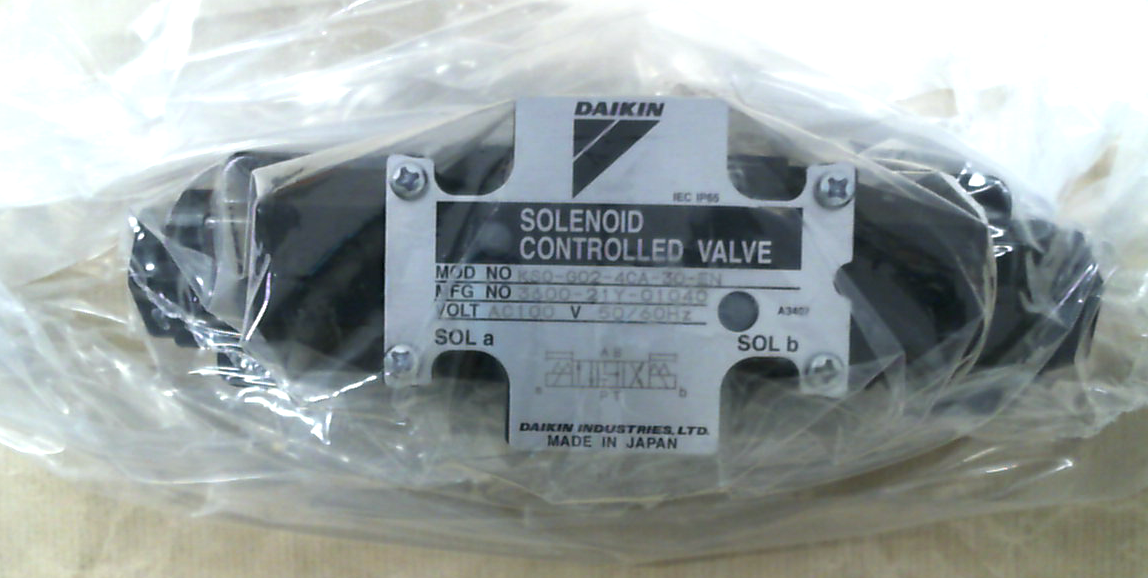 DAIKIN
IEC IP65
SOLENOID
CONTROLLED VALVE
MOD NO KSO-G02-4CA-30-EN
MFG NO 3600-21Y-01040
VOLT AC100 V 50/60Hz
A3407
SOL a SOL b
A B
a b
P T
DAIKIN INDUSTRIES, LTD.
MADE IN JAPAN